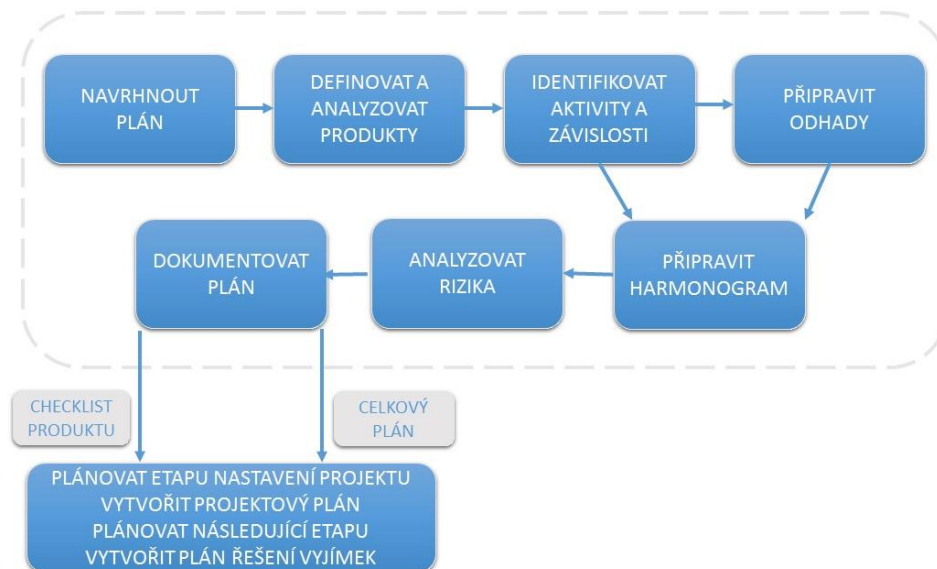 NAVRHNOUT
PLÁN
DEFINOVAT A
ANALYZOVAT
PRODUKTY
IDENTIFIKOVAT
AKTIVITY A
ZÁVISLOSTI
PŘIPRAVIT
ODHADY
DOKUMENTOVAT
PLÁN
ANALYZOVAT
RIZIKA
PŘIPRAVIT
HARMONOGRAM
CHECKLIST
PRODUKTU
CELKOVÝ
PLÁN
PLÁNOVAT ETAPU NASTAVENÍ PROJEKTU
VYTVOŘIT PROJEKTOVÝ PLÁN
PLÁNOVAT NÁSLEDUJÍCÍ ETAPU
VYTVOŘIT PLÁN ŘEŠENÍ VYJÍMEK